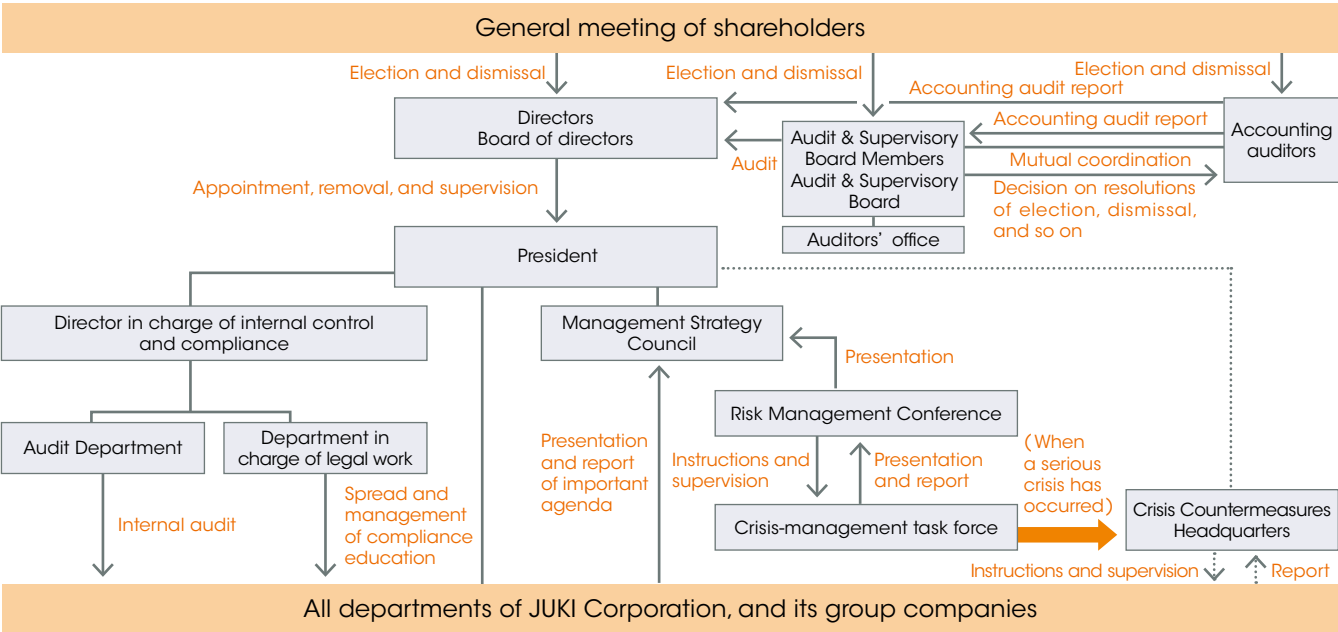 General meeting of shareholders
Election and dismissal
Election and dismissal
Election and dismissal
Accounting audit report
Directors
Board of directors
Audit
Audit & Supervisory
Board Members
Audit & Supervisory
Board
Auditors' office
Accounting audit report
Mutual coordination
Decision on resolutions
of election, dismissal,
and so on
Accounting
auditors
Appointment, removal, and supervision
President
Director in charge of internal control
and compliance
Management Strategy
Council
Presentation
Risk Management Conference
Audit Department
Department in
charge of legal work
Internal audit
Spread and
management
of compliance
education
Presentation
and report
of important
agenda
Instructions and
supervision
Presentation
and report
(When
a serious
crisis has
occurred)
Crisis-management task force
Crisis Countermeasures
Headquarters
Instructions and supervision
Report
All departments of JUKI Corporation, and its group companies